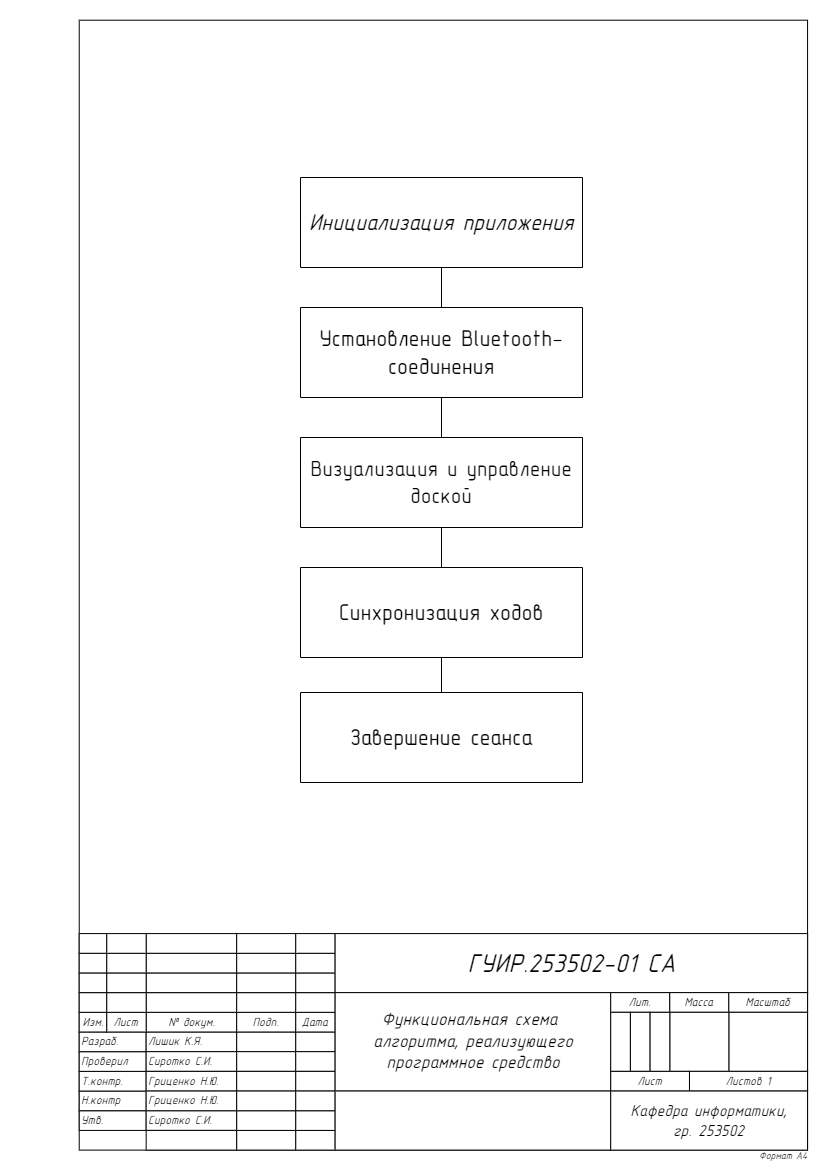 Инициализация приложения
Установление Bluetooth-
соединения
Визуализация и управление
доской
Синхронизация ходов
Завершение сеанса
ГУИР.253502-01 СА
Изм. Лист № докум. Подп. Дата
Разраб. Лишик К.Я.
Проверил Сиротко С.И.
Т.контр. Гриценко Н.Ю.
Н.контр Гриценко Н.Ю.
Утв. Сиротко С.И.
Функциональная схема
алгоритма, реализующего
программное средство
Лит. Масса Масштаб
Лист Листов 1
Кафедра информатики,
гр. 253502
Формат А4